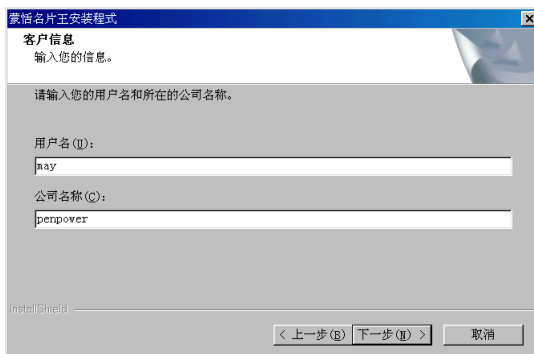 蒙恬名片王安装程式
客户信息
输入您的信息。
请输入您的用户名和所在的公司名称。
用户名(U):
may
公司名称(C):
penpower
InstallShield
< 上一步(B) 下一步(N) > 取消